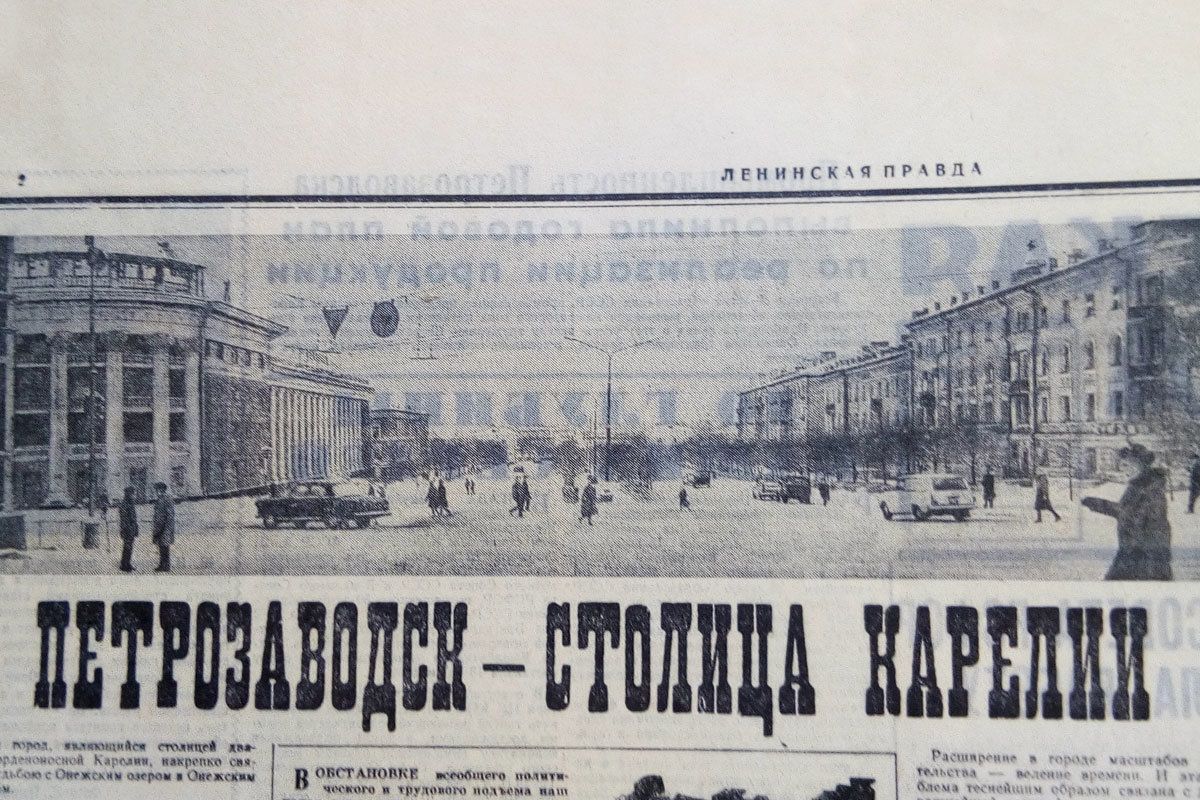 2
ЛЕНИНСКАЯ ПРАВДА
ПЕТРОЗАВОДСК — СТОЛИЦА КАРЕЛИИ
город, являющийся столицей два-
орденоносной Карелии, накрепко свя-
дьбою с Онежским озером и Онежским
В ОБСТАНОВКЕ всеобщего полити-
ческого и трудового подъема наш
Расширение в городе масштабов
тельства — веление времени. И эта
блема теснейшим образом связана с